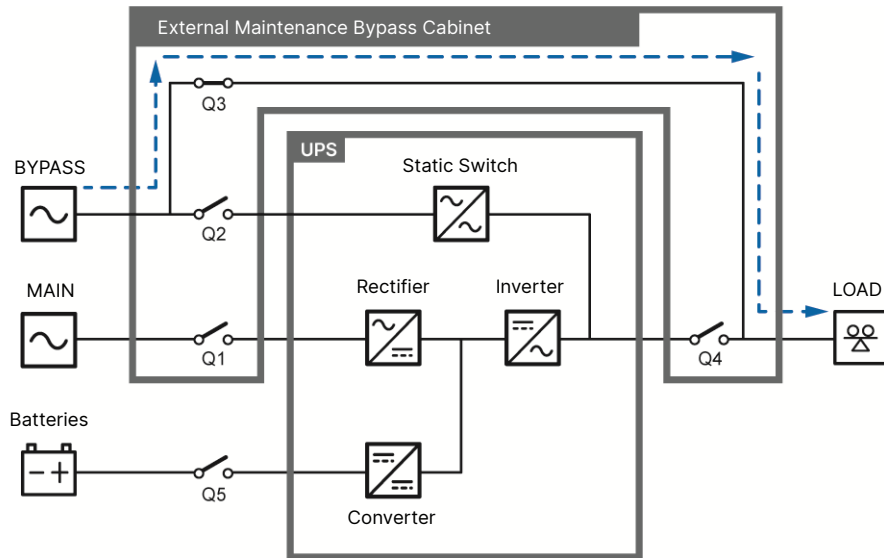 External Maintenance Bypass Cabinet
Q3
UPS
BYPASS
Static Switch
Q2
MAIN
Rectifier
Inverter
LOAD
Q1
Q4
Batteries
Q5
Converter